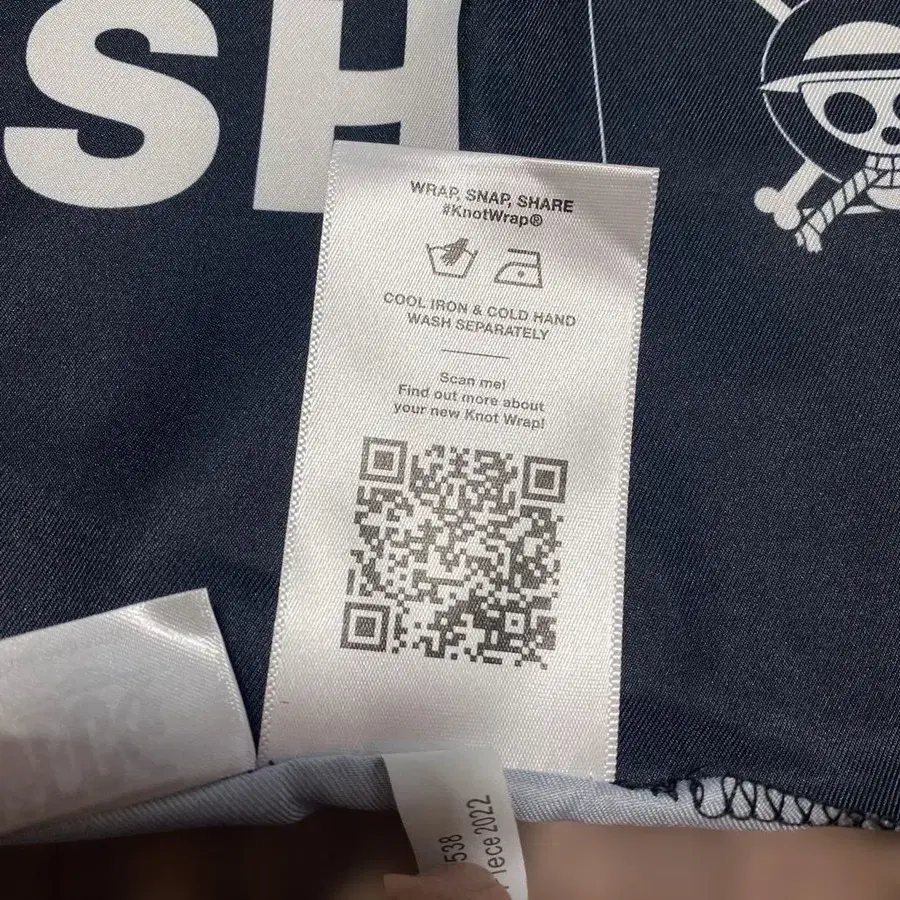 SH
WRAP, SNAP, SHARE
#KnotWrap®
COOL IRON & COLD HAND
WASH SEPARATELY
Scan me!
Find out more about
your new Knot Wrap!
538
iece 2022